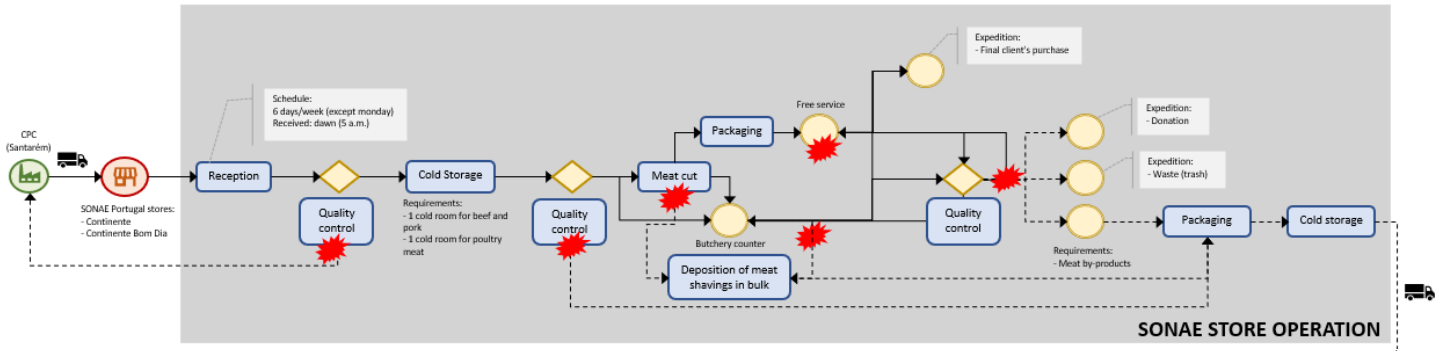 CPC
(Santarém)
SONAE Portugal stores:
- Continente
- Continente Bom Dia
Schedule:
6 days/week (except monday)
Received: dawn (5 a.m.)
Reception
Quality
control
Cold Storage
Requirements:
- 1 cold room for beef and
pork
- 1 cold room for poultry
meat
Quality
control
Meat cut
Packaging
Free service
Butchery counter
Deposition of meat
shavings in bulk
Expedition:
- Final client's purchase
Quality
control
Expedition:
- Donation
Expedition:
- Waste (trash)
Requirements:
- Meat by-products
Packaging
Cold storage
SONAE STORE OPERATION